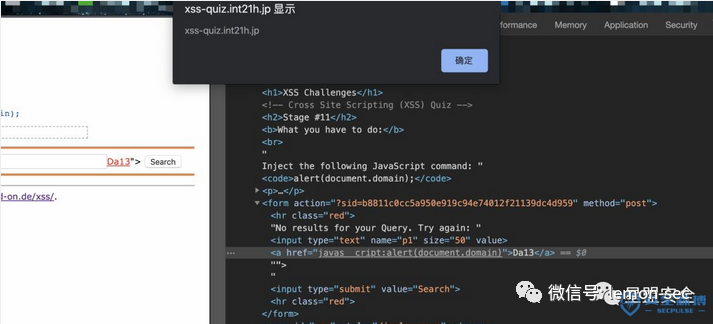 xss-quiz.int21h.jp 显示
xss-quiz.int21h.jp
确定
formance Memory Application Security
in);
Da13"> Search
d-on.de/xss/.
<h1>XSS Challenges</h1>
<!-- Cross Site Scripting (XSS) Quiz -->
<h2>Stage #11</h2>
<b>What you have to do:</b>
<br>
"
Inject the following JavaScript command: "
<code>alert(document.domain);</code>
<p>…</p>
<form action="?sid=b8811c0cc5a950e919c94e74012f21139dc4d959" method="post">
<hr class="red">
"No results for your Query. Try again: "
<input type="text" name="p1" size="50" value>
<a href="javas cript:alert(document.domain)">Da13</a> == $0
"">
"
<input type="submit" value="Search">
<hr class="red">
</form>
微信号: lemon-sec
SECPULSE